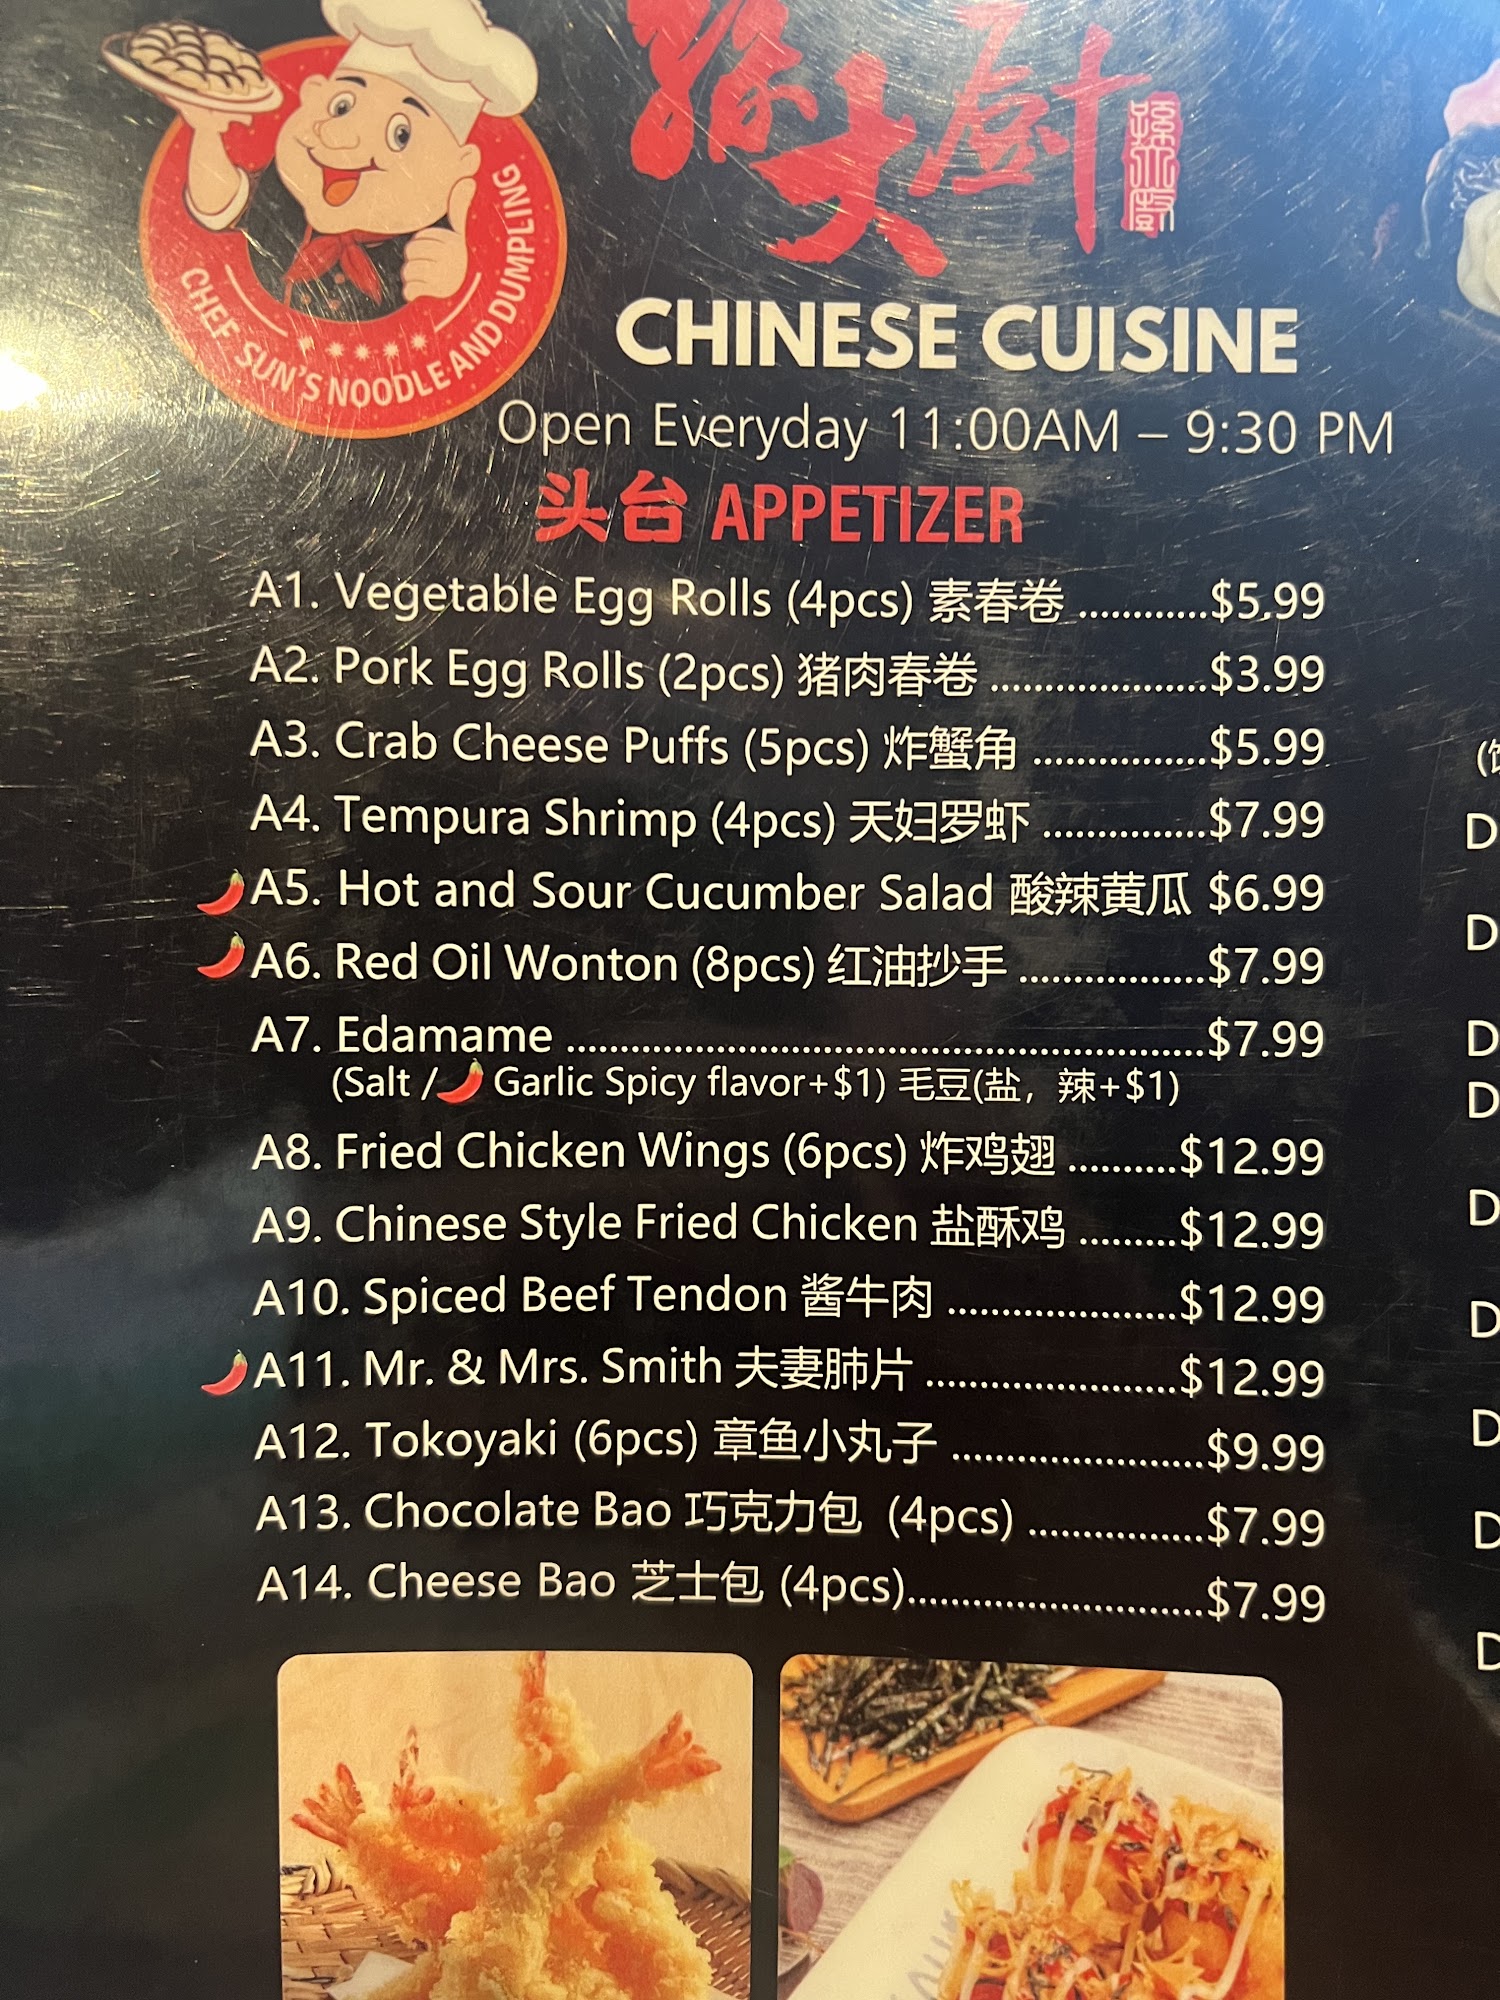 孫大厨
CHEF SUN'S NOODLE AND DUMPLING
CHINESE CUISINE
Open Everyday 11:00AM – 9:30 PM
头台 APPETIZER
A1. Vegetable Egg Rolls (4pcs) 素春卷 ............$5.99
A2. Pork Egg Rolls (2pcs) 猪肉春卷 ....................$3.99
A3. Crab Cheese Puffs (5pcs) 炸蟹角 ................$5.99
A4. Tempura Shrimp (4pcs) 天妇罗虾 ...............$7.99
A5. Hot and Sour Cucumber Salad 酸辣黄瓜 $6.99
A6. Red Oil Wonton (8pcs) 红油抄手 .................$7.99
A7. Edamame ............................................................$7.99
(Salt / Garlic Spicy flavor+$1) 毛豆(盐，辣+$1)
A8. Fried Chicken Wings (6pcs) 炸鸡翅 ..........$12.99
A9. Chinese Style Fried Chicken 盐酥鸡 .........$12.99
A10. Spiced Beef Tendon 酱牛肉 .....................$12.99
A11. Mr. & Mrs. Smith 夫妻肺片 .......................$12.99
A12. Tokoyaki (6pcs) 章鱼小丸子 .......................$9.99
A13. Chocolate Bao 巧克力包 (4pcs) ................$7.99
A14. Cheese Bao 芝士包 (4pcs)...........................$7.99